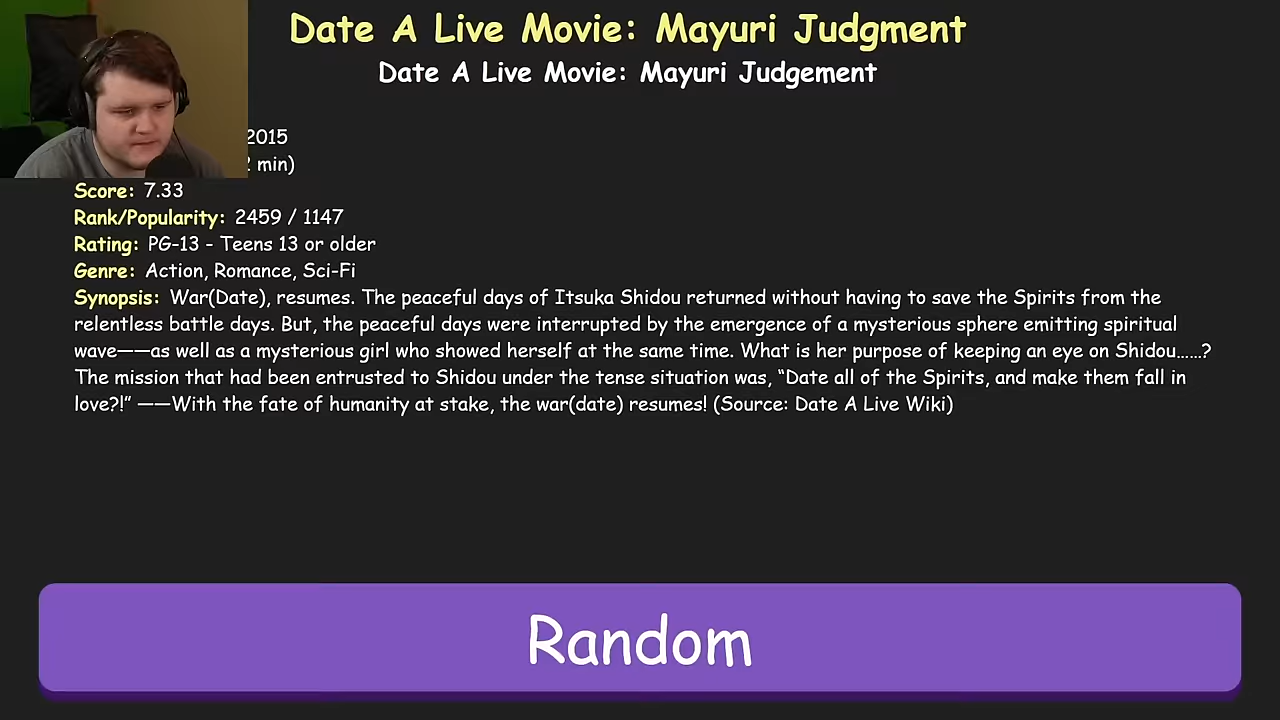 Date A Live Movie: Mayuri Judgment
Date A Live Movie: Mayuri Judgement
2015
min)
Score: 7.33
Rank/Popularity: 2459 / 1147
Rating: PG-13 - Teens 13 or older
Genre: Action, Romance, Sci-Fi
Synopsis: War(Date), resumes. The peaceful days of Itsuka Shidou returned without having to save the Spirits from the
relentless battle days. But, the peaceful days were interrupted by the emergence of a mysterious sphere emitting spiritual
wave——as well as a mysterious girl who showed herself at the same time. What is her purpose of keeping an eye on Shidou……?
The mission that had been entrusted to Shidou under the tense situation was, “Date all of the Spirits, and make them fall in
love?!” ——With the fate of humanity at stake, the war(date) resumes! (Source: Date A Live Wiki)
Random